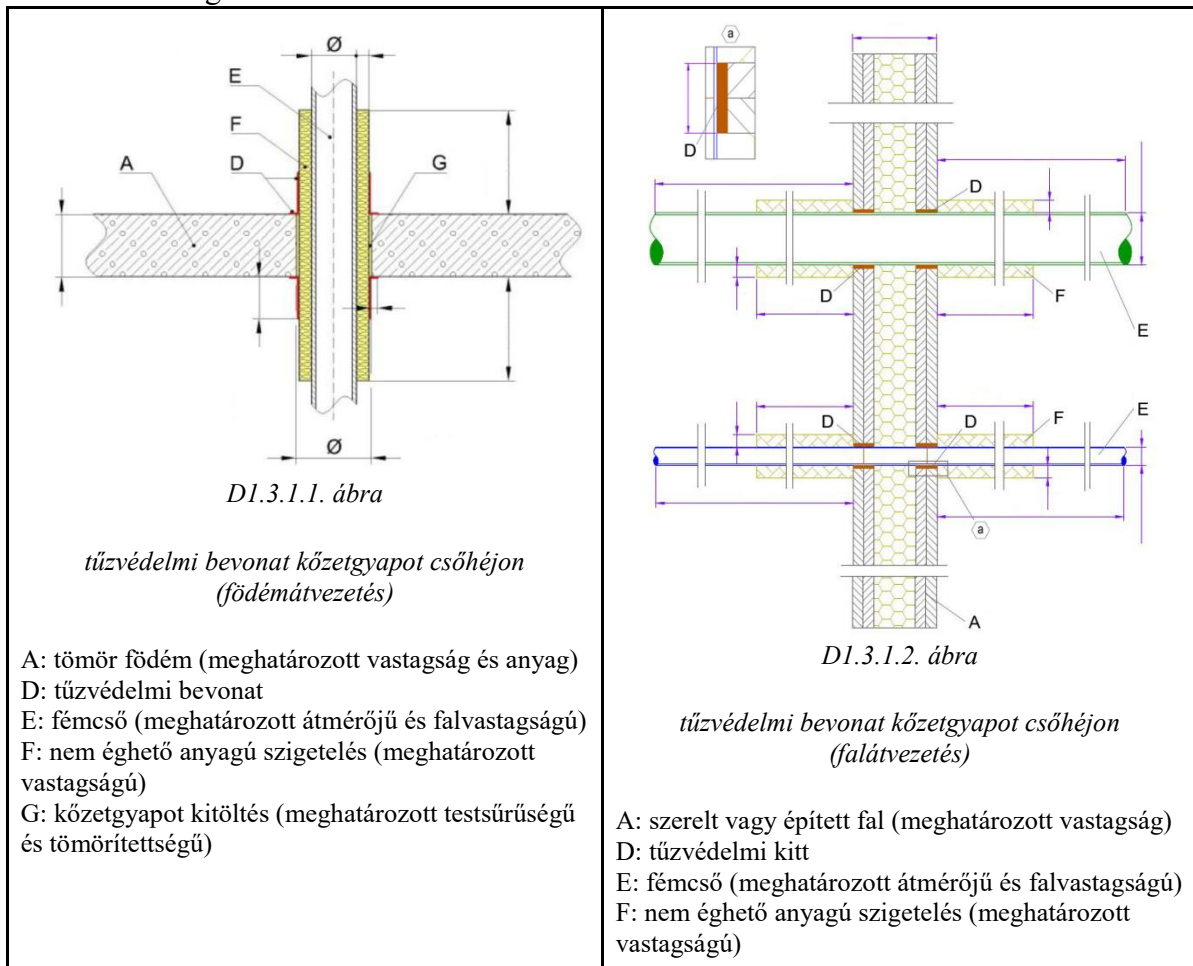 Ø
E
F
D
A
G
Ø
D1.3.1.1. ábra
tűzvédelmi bevonat kőzetgyapot csőhéjon
(födémátvezetés)
A: tömör födém (meghatározott vastagság és anyag)
D: tűzvédelmi bevonat
E: fémcső (meghatározott átmérőjű és falvastagságú)
F: nem éghető anyagú szigetelés (meghatározott
vastagságú)
G: kőzetgyapot kitöltés (meghatározott testsűrűségű
és tömörítettségű)
a
D
D
D
F
E
D
D
F
E
a
A
D1.3.1.2. ábra
tűzvédelmi bevonat kőzetgyapot csőhéjon
(falátvezetés)
A: szerelt vagy épített fal (meghatározott vastagság)
D: tűzvédelmi kitt
E: fémcső (meghatározott átmérőjű és falvastagságú)
F: nem éghető anyagú szigetelés (meghatározott
vastagságú)